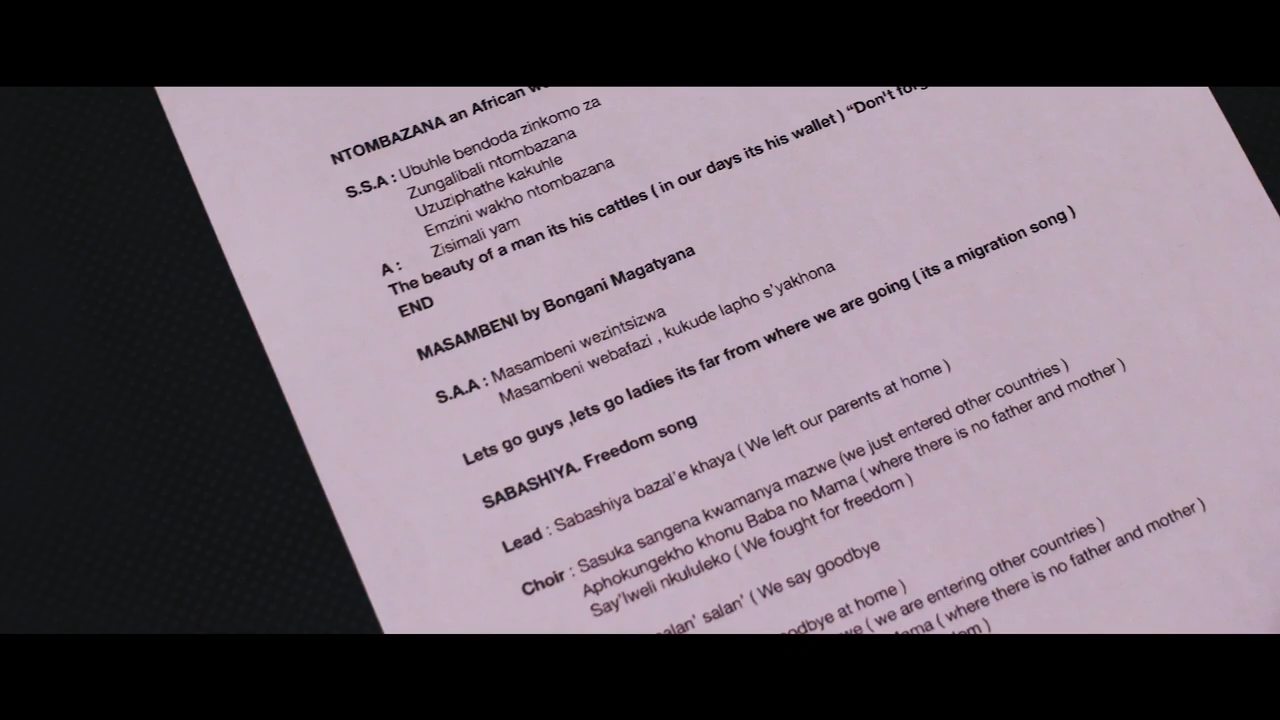 NTOMBAZANA an African
S.S.A : Ubuhle bendoda zinkomo za
Zungalibali ntombazana
Uzuziphathe kakuhle
Emzini wakho ntombazana
A : Zisimali yam
The beauty of a man its his cattles ( in our days its his wallet ) “Don't
END
MASAMBENI by Bongani Magatyana
S.A.A : Masambeni wezintsizwa
Masambeni webafazi , kukude lapho s'yakhona
Lets go guys ,lets go ladies its far from where we are going ( its a migration song )
SABASHIYA. Freedom song
Lead : Sabashiya bazal'e khaya ( We left our parents at home )
Choir : Sasuka sangena kwamanya mazwe (we just entered other countries )
Aphokungekho khonu Baba no Mama ( where there is no father and mother )
Say'lweli nkululeko ( We fought for freedom )
salan' ( We say goodbye
at home )
( we are entering other countries )
( where there is no father and mother )